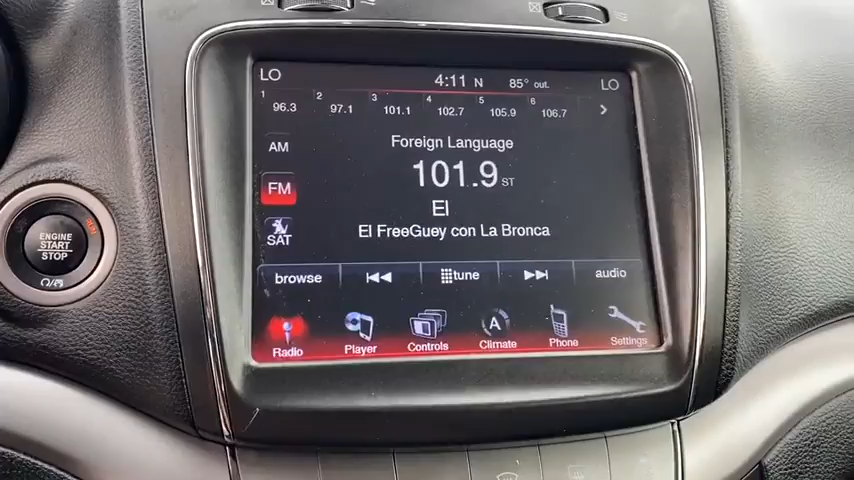 LO 4:11 N 85° out. LO
1 96.3 2 97.1 3 101.1 4 102.7 5 105.9 6 106.7 >
AM
Foreign Language
FM
101.9 ST
El
SAT
El FreeGuey con La Bronca
browse
tune
audio
ENGINE
START
STOP
RUN
A
Radio Player Controls Climate Phone Settings